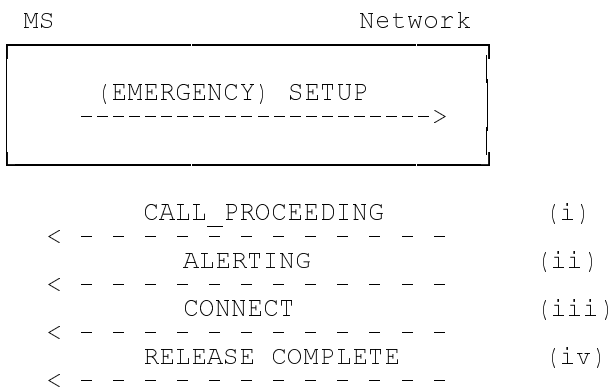 MS Network
(EMERGENCY) SETUP
CALL_PROCEEDING (i)
ALERTING (ii)
CONNECT (iii)
RELEASE COMPLETE (iv)